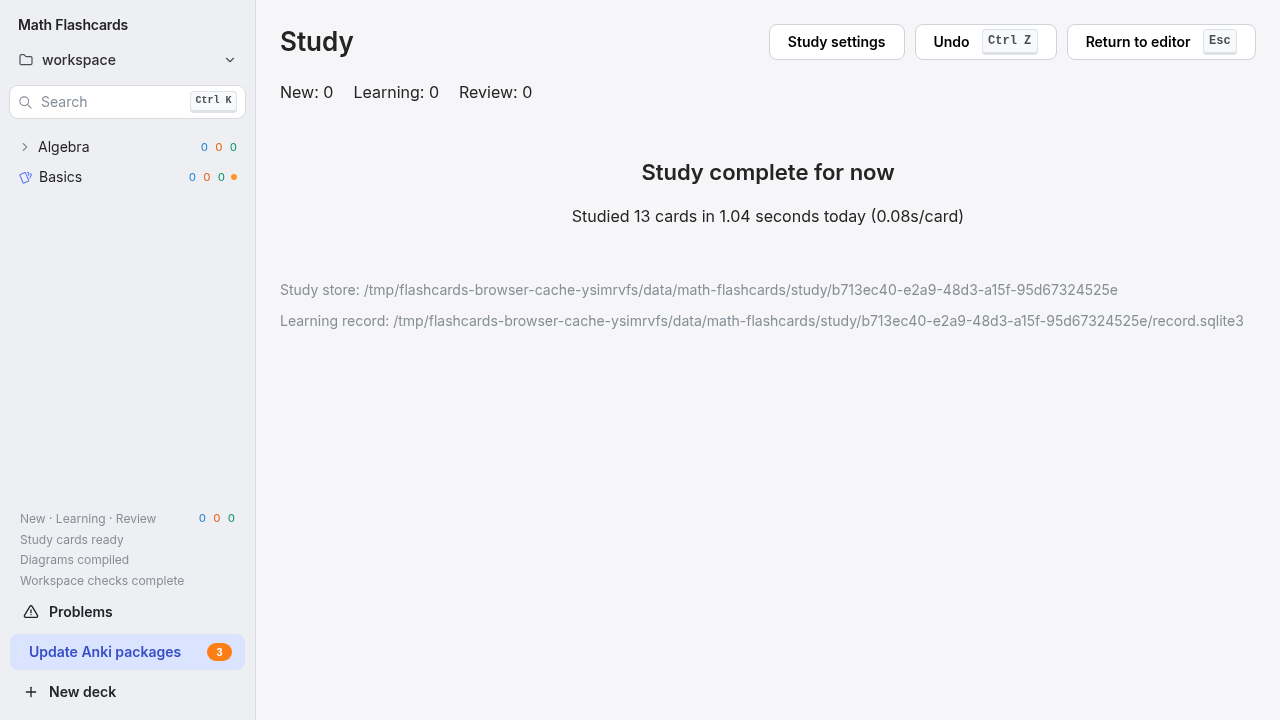 Math Flashcards
workspace
Search Ctrl K
Algebra 0 0 0
Basics 0 0 0
New · Learning · Review 0 0 0
Study cards ready
Diagrams compiled
Workspace checks complete
Problems
Update Anki packages 3
New deck
Study
Study settings
Undo Ctrl Z
Return to editor Esc
New: 0 Learning: 0 Review: 0
Study complete for now
Studied 13 cards in 1.04 seconds today (0.08s/card)
Study store: /tmp/flashcards-browser-cache-ysimrvfs/data/math-flashcards/study/b713ec40-e2a9-48d3-a15f-95d67324525e
Learning record: /tmp/flashcards-browser-cache-ysimrvfs/data/math-flashcards/study/b713ec40-e2a9-48d3-a15f-95d67324525e/record.sqlite3